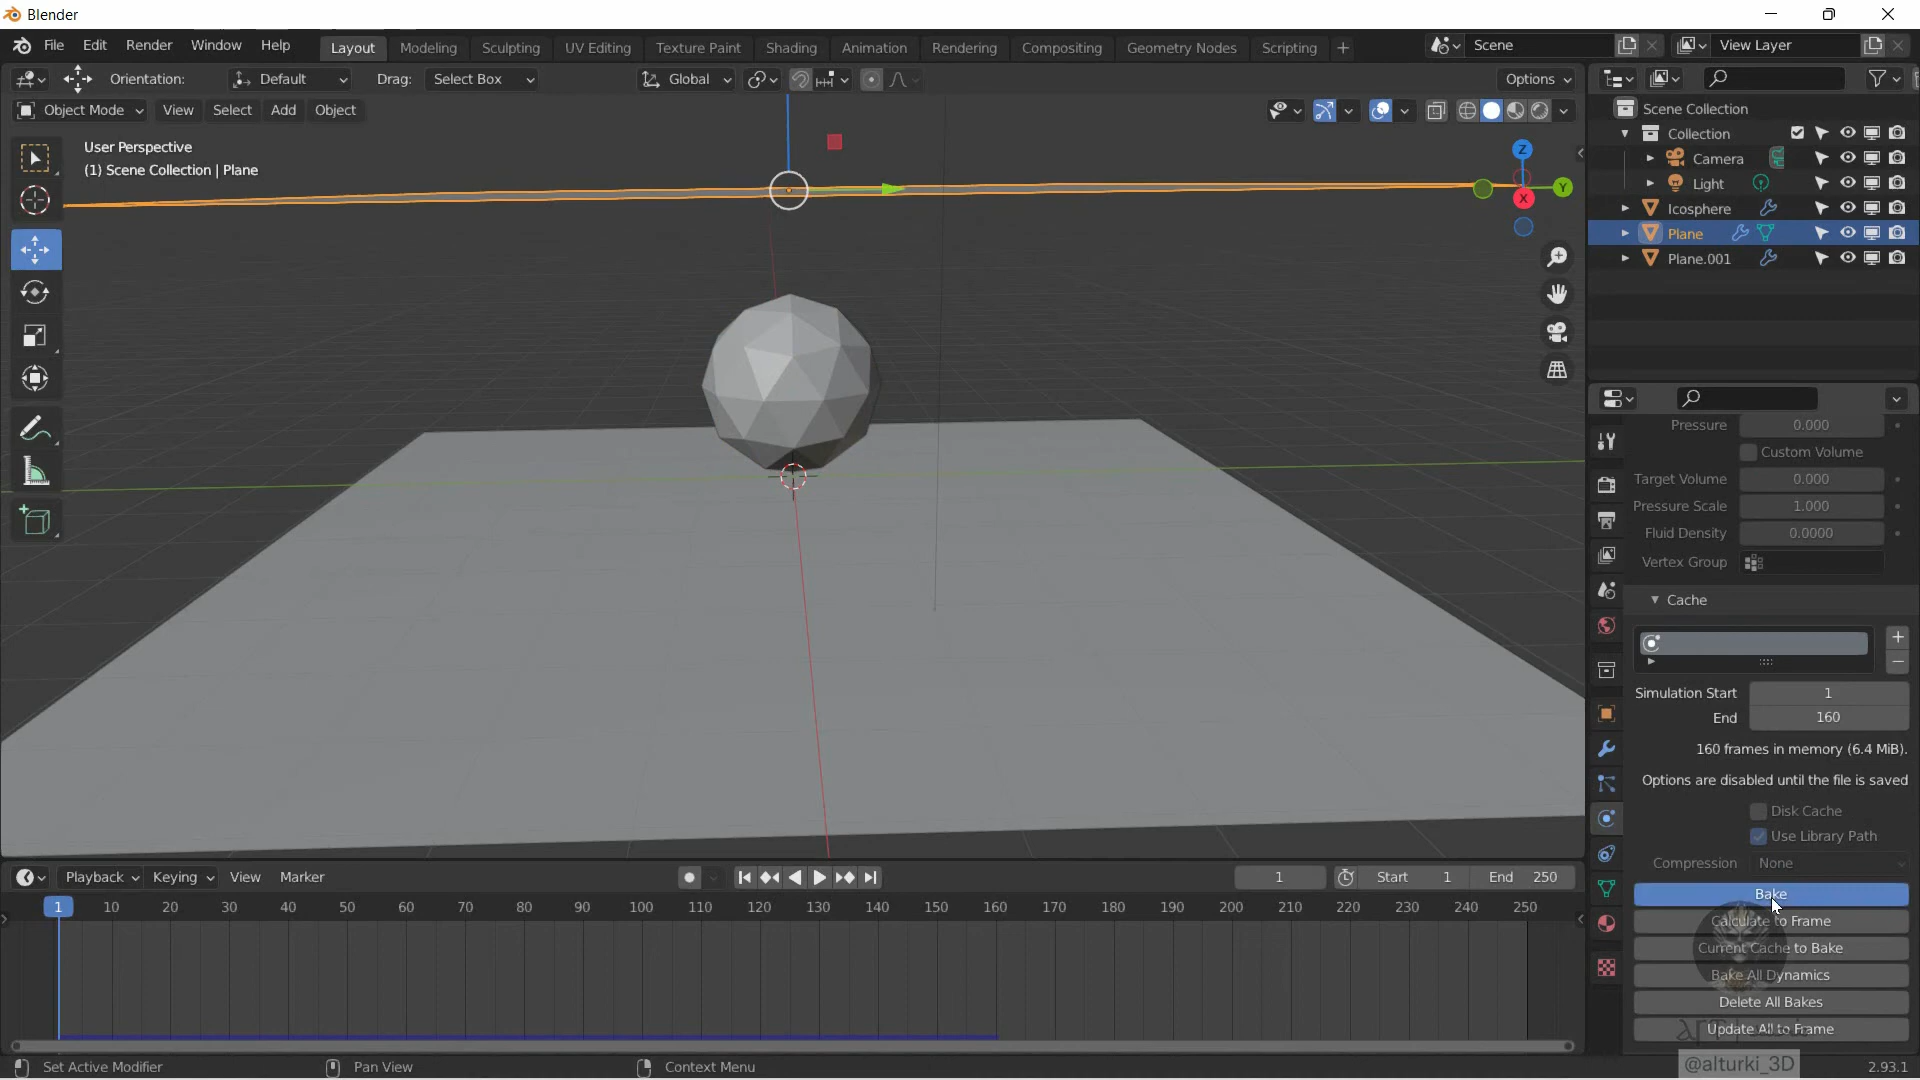 Blender
File Edit Render Window Help Layout Modeling Sculpting UV Editing Texture Paint Shading Animation Rendering Compositing Geometry Nodes Scripting + Scene View Layer
Orientation: Default Drag: Select Box Global Options
Object Mode View Select Add Object
User Perspective
(1) Scene Collection | Plane
Z
Y
X
Scene Collection
Collection
Camera
Light
Icosphere
Plane
Plane.001
Pressure 0.000
Custom Volume
Target Volume 0.000
Pressure Scale 1.000
Fluid Density 0.0000
Vertex Group
Cache
Simulation Start 1
End 160
160 frames in memory (6.4 MiB).
Options are disabled until the file is saved
Disk Cache
Use Library Path
Compression None
Bake
Calculate to Frame
Current Cache to Bake
Bake All Dynamics
Delete All Bakes
Update All to Frame
Playback Keying View Marker 1 Start 1 End 250
1 10 20 30 40 50 60 70 80 90 100 110 120 130 140 150 160 170 180 190 200 210 220 230 240 250
Set Active Modifier Pan View Context Menu
@alturki_3D
2.93.1